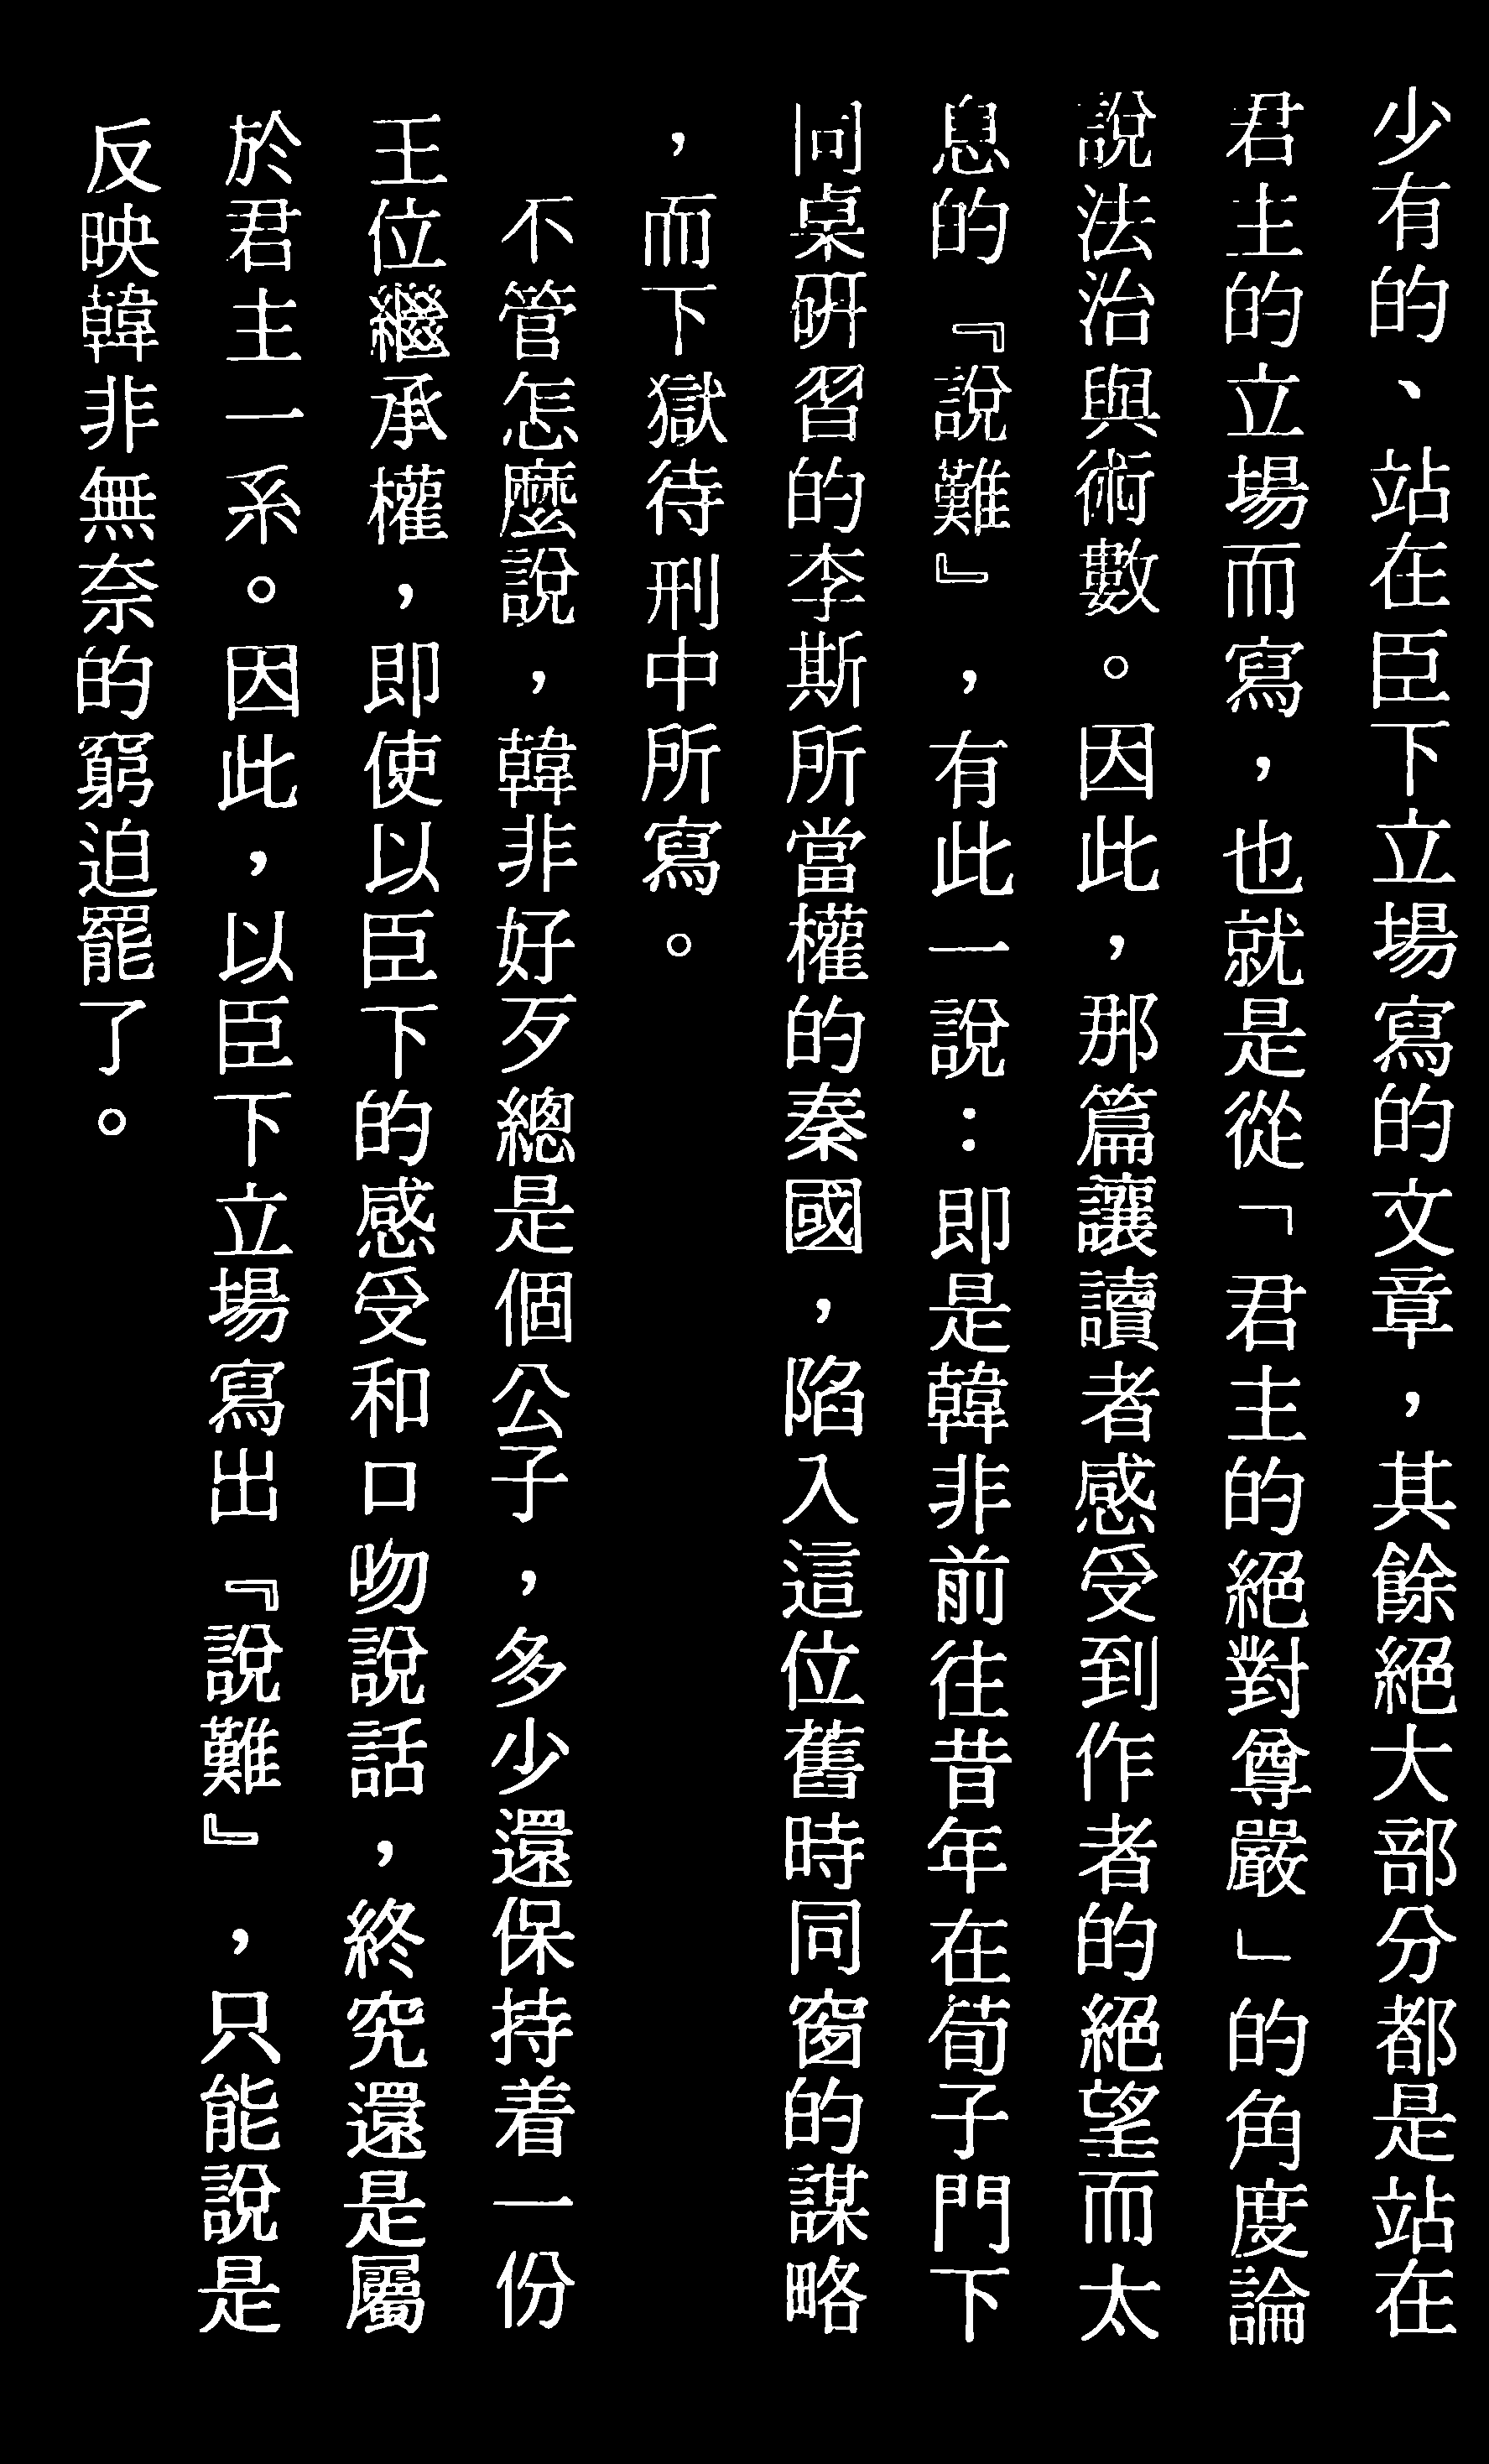 少有的、站在臣下立場寫的文章，其餘絕大部分都是站在
君主的立場而寫，也就是從「君主的絕對尊嚴」的角度論
說法治與術數。因此，那篇讓讀者感受到作者的絕望而太
息的『說難』，有此一說：即是韓非前往昔年在荀子門下
同桌硏習的李斯所當權的秦國，陷入這位舊時同窗的謀略
，而下獄待刑中所寫。
不管怎麼說，韓非好歹總是個公子，多少還保持着一份
王位繼承權，即使以臣下的感受和口吻說話，終究還是屬
於君主一系。因此，以臣下立場寫出『說難』，只能說是
反映韓非無奈的窮迫罷了。